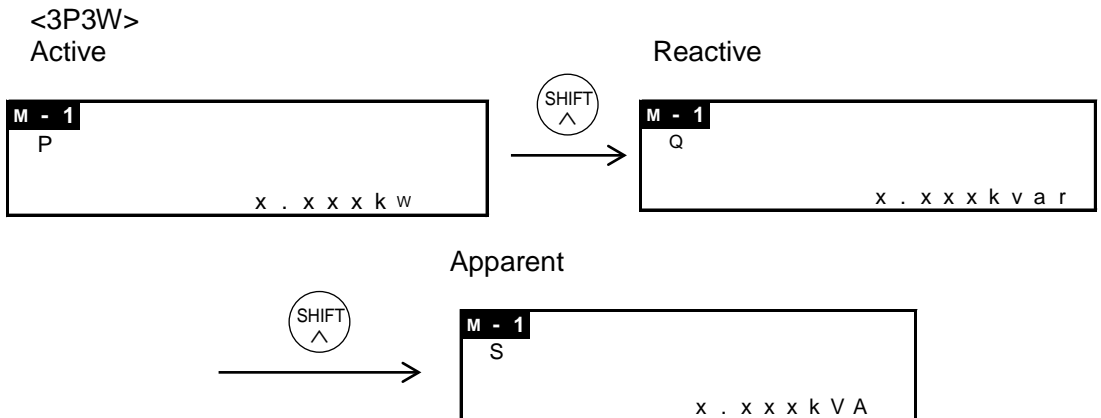 <3P3W>
Active
Reactive
SHIFT
M - 1
P
x . x x x k W
M - 1
Q
x . x x x k v a r
Apparent
SHIFT
M - 1
S
x . x x x k V A